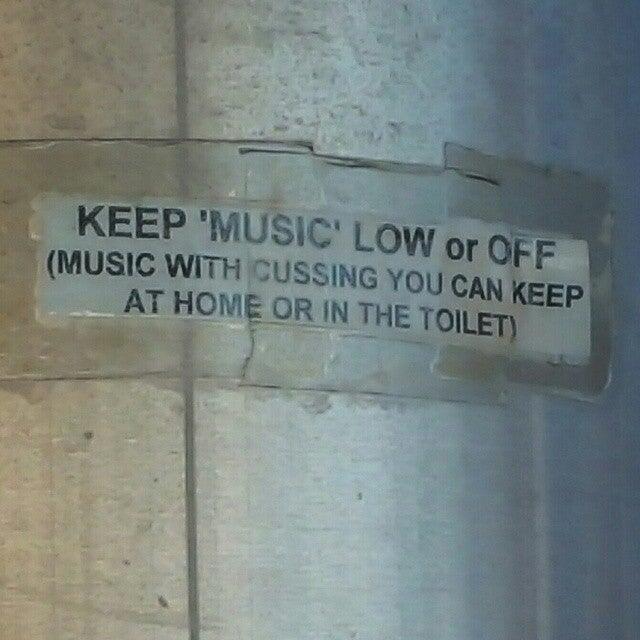 KEEP 'MUSIC' LOW or OFF
(MUSIC WITH CUSSING YOU CAN KEEP
AT HOME OR IN THE TOILET)